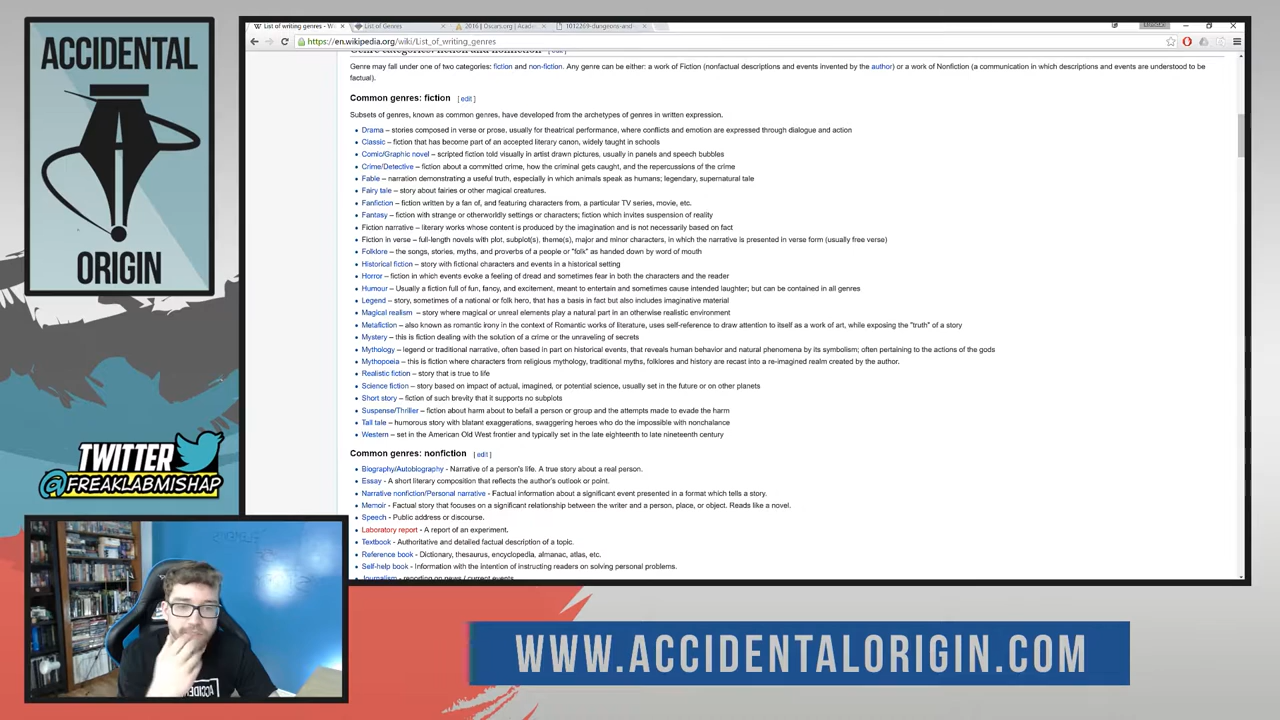 List of writing genres - W
List of Genres
2016 | Oscars.org | Acade
1012269-dungeons-and-
https://en.wikipedia.org/wiki/List_of_writing_genres
Genre categories: fiction and nonfiction [ edit ]
Genre may fall under one of two categories: fiction and non-fiction. Any genre can be either: a work of Fiction (nonfactual descriptions and events invented by the author) or a work of Nonfiction (a communication in which descriptions and events are understood to be
factual).
Common genres: fiction [ edit ]
Subsets of genres, known as common genres, have developed from the archetypes of genres in written expression.
• Drama – stories composed in verse or prose, usually for theatrical performance, where conflicts and emotion are expressed through dialogue and action
• Classic – fiction that has become part of an accepted literary canon, widely taught in schools
• Comic/Graphic novel – scripted fiction told visually in artist drawn pictures, usually in panels and speech bubbles
• Crime/Detective – fiction about a committed crime, how the criminal gets caught, and the repercussions of the crime
• Fable – narration demonstrating a useful truth, especially in which animals speak as humans; legendary, supernatural tale
• Fairy tale – story about fairies or other magical creatures.
• Fanfiction – fiction written by a fan of, and featuring characters from, a particular TV series, movie, etc.
• Fantasy – fiction with strange or otherworldly settings or characters; fiction which invites suspension of reality
• Fiction narrative – literary works whose content is produced by the imagination and is not necessarily based on fact
• Fiction in verse – full-length novels with plot, subplot(s), theme(s), major and minor characters, in which the narrative is presented in verse form (usually free verse)
• Folklore – the songs, stories, myths, and proverbs of a people or "folk" as handed down by word of mouth
• Historical fiction – story with fictional characters and events in a historical setting
• Horror – fiction in which events evoke a feeling of dread and sometimes fear in both the characters and the reader
• Humour – Usually a fiction full of fun, fancy, and excitement, meant to entertain and sometimes cause intended laughter; but can be contained in all genres
• Legend – story, sometimes of a national or folk hero, that has a basis in fact but also includes imaginative material
• Magical realism – story where magical or unreal elements play a natural part in an otherwise realistic environment
• Metafiction – also known as romantic irony in the context of Romantic works of literature, uses self-reference to draw attention to itself as a work of art, while exposing the "truth" of a story
• Mystery – this is fiction dealing with the solution of a crime or the unraveling of secrets
• Mythology – legend or traditional narrative, often based in part on historical events, that reveals human behavior and natural phenomena by its symbolism; often pertaining to the actions of the gods
• Mythopoeia – this is fiction where characters from religious mythology, traditional myths, folklores and history are recast into a re-imagined realm created by the author.
• Realistic fiction – story that is true to life
• Science fiction – story based on impact of actual, imagined, or potential science, usually set in the future or on other planets
• Short story – fiction of such brevity that it supports no subplots
• Suspense/Thriller – fiction about harm about to befall a person or group and the attempts made to evade the harm
• Tall tale – humorous story with blatant exaggerations, swaggering heroes who do the impossible with nonchalance
• Western – set in the American Old West frontier and typically set in the late eighteenth to late nineteenth century
Common genres: nonfiction [ edit ]
• Biography/Autobiography - Narrative of a person's life. A true story about a real person.
• Essay - A short literary composition that reflects the author's outlook or point.
• Narrative nonfiction/Personal narrative - Factual information about a significant event presented in a format which tells a story.
• Memoir - Factual story that focuses on a significant relationship between the writer and a person, place, or object. Reads like a novel.
• Speech - Public address or discourse.
• Laboratory report - A report of an experiment.
• Textbook - Authoritative and detailed factual description of a topic.
• Reference book - Dictionary, thesaurus, encyclopedia, almanac, atlas, etc.
• Self-help book - Information with the intention of instructing readers on solving personal problems.
• Journalism - reporting on news / current events
ACCIDENTAL
ORIGIN
TWITTER
@FREAKLABMISHAP
WWW.ACCIDENTALORIGIN.COM